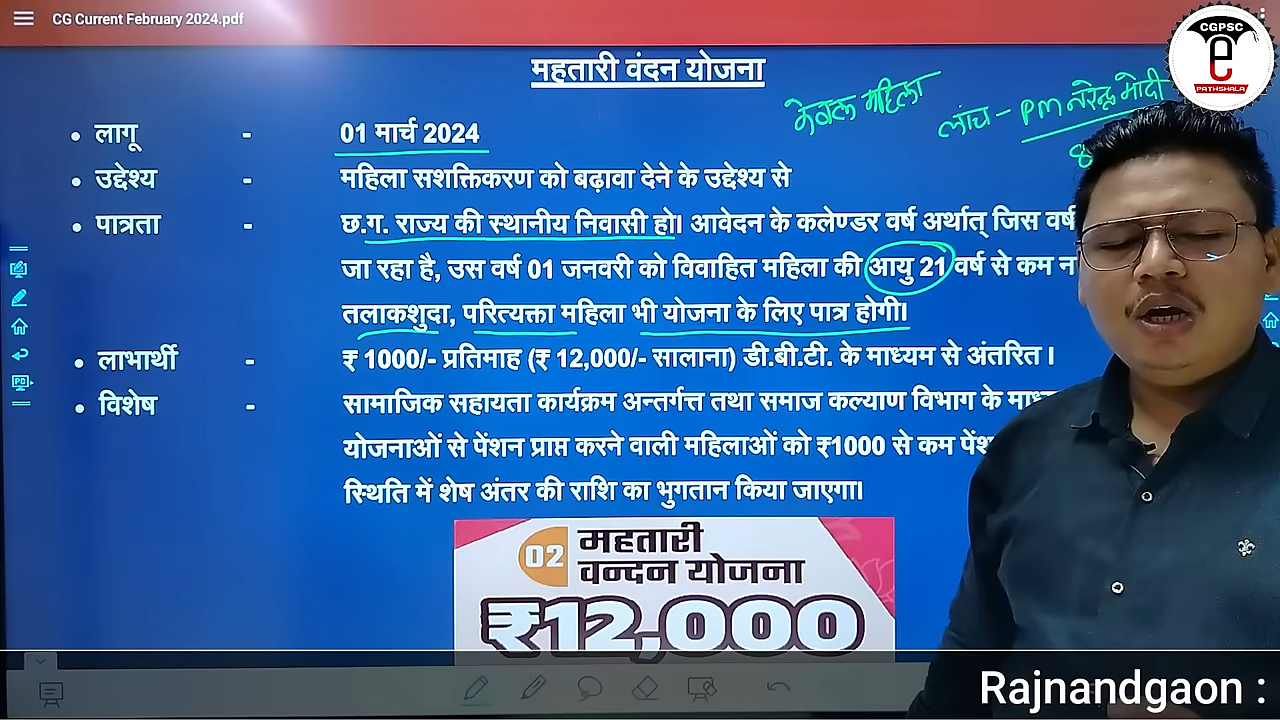 CG Current February 2024.pdf
CGPSC
e
PATHSHALA
महतारी वंदन योजना
केवल महिला
लांच - PM नरेन्द्र मोदी
8
• लागू - 01 मार्च 2024
• उद्देश्य - महिला सशक्तिकरण को बढ़ावा देने के उद्देश्य से
• पात्रता - छ.ग. राज्य की स्थानीय निवासी हो। आवेदन के कलेण्डर वर्ष अर्थात् जिस वर्ष
जा रहा है, उस वर्ष 01 जनवरी को विवाहित महिला की आयु 21 वर्ष से कम
तलाकशुदा, परित्यक्ता महिला भी योजना के लिए पात्र होगी।
• लाभार्थी - ₹ 1000/- प्रतिमाह (₹ 12,000/- सालाना) डी.बी.टी. के माध्यम से अंतरित ।
• विशेष - सामाजिक सहायता कार्यक्रम अन्तर्गत्त तथा समाज कल्याण विभाग के
योजनाओं से पेंशन प्राप्त करने वाली महिलाओं को ₹1000 से कम
स्थिति में शेष अंतर की राशि का भुगतान किया जाएगा।
02 महतारी
वन्दन योजना
₹12,000
Rajnandgaon :